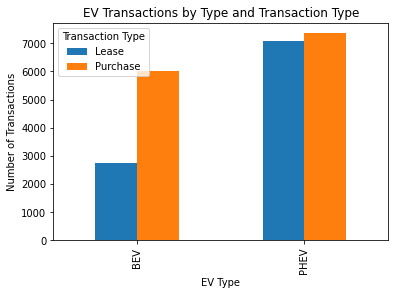 EV Transactions by Type and Transaction Type
Transaction Type
Lease
Purchase
Number of Transactions
7000
6000
5000
4000
3000
2000
1000
0
BEV
PHEV
EV Type